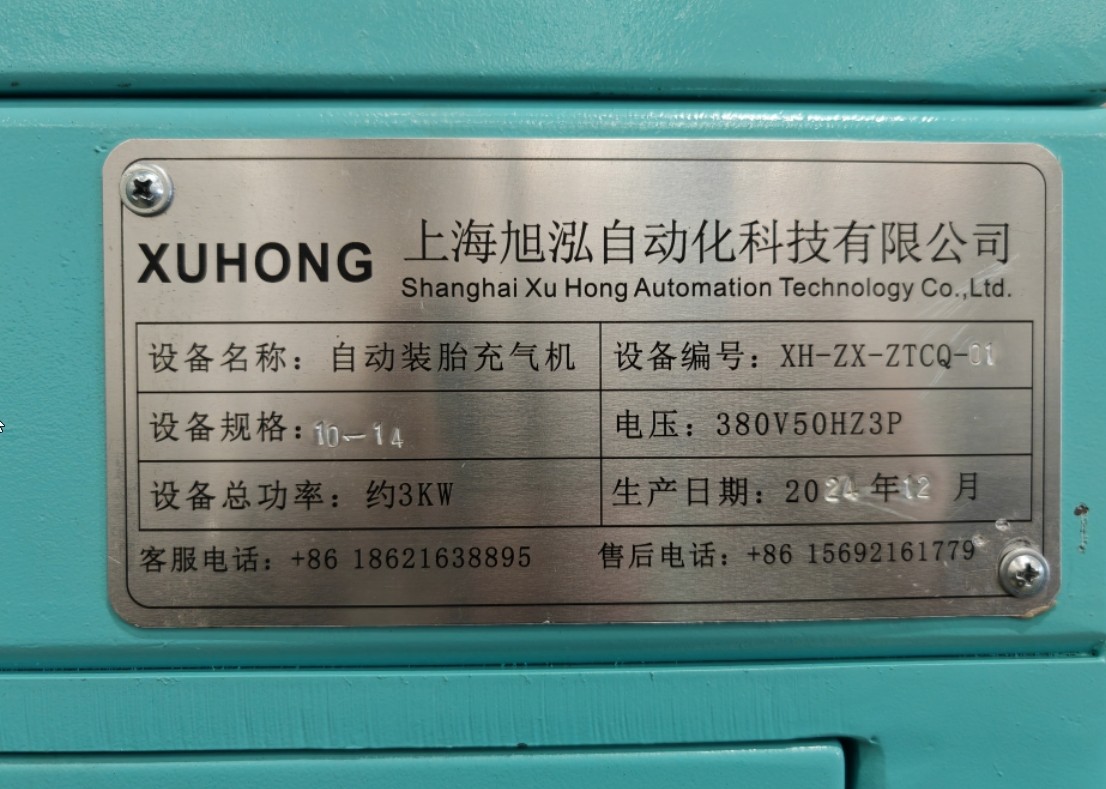 XUHONG 上海旭泓自动化科技有限公司
Shanghai Xu Hong Automation Technology Co.,Ltd.
设备名称：自动装胎充气机 设备编号：XH-ZX-ZTCQ-01
设备规格：10-14 电压：380V50HZ3P
设备总功率：约3KW 生产日期：2024年12月
客服电话：+86 18621638895 售后电话：+86 15692161779